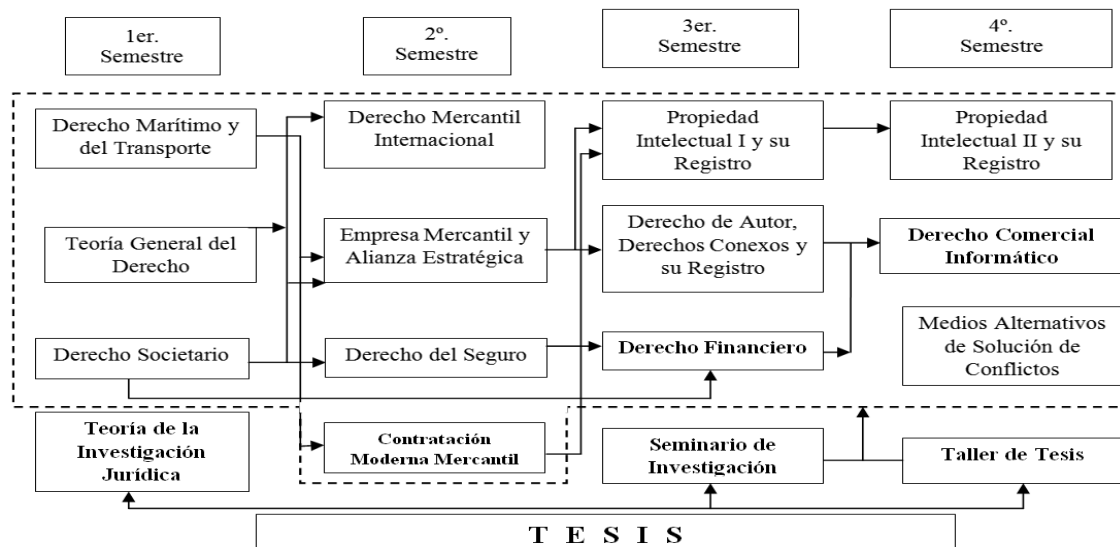 1er.
Semestre
2º.
Semestre
3er.
Semestre
4º.
Semestre
Derecho Marítimo y
del Transporte
Derecho Mercantil
Internacional
Propiedad
Intelectual I y su
Registro
Propiedad
Intelectual II y su
Registro
Teoría General del
Derecho
Empresa Mercantil y
Alianza Estratégica
Derecho de Autor,
Derechos Conexos y
su Registro
Derecho Comercial
Informático
Derecho Societario
Derecho del Seguro
Derecho Financiero
Medios Alternativos
de Solución de
Conflictos
Teoría de la
Investigación
Jurídica
Contratación
Moderna Mercantil
Seminario de
Investigación
Taller de Tesis
T E S I S